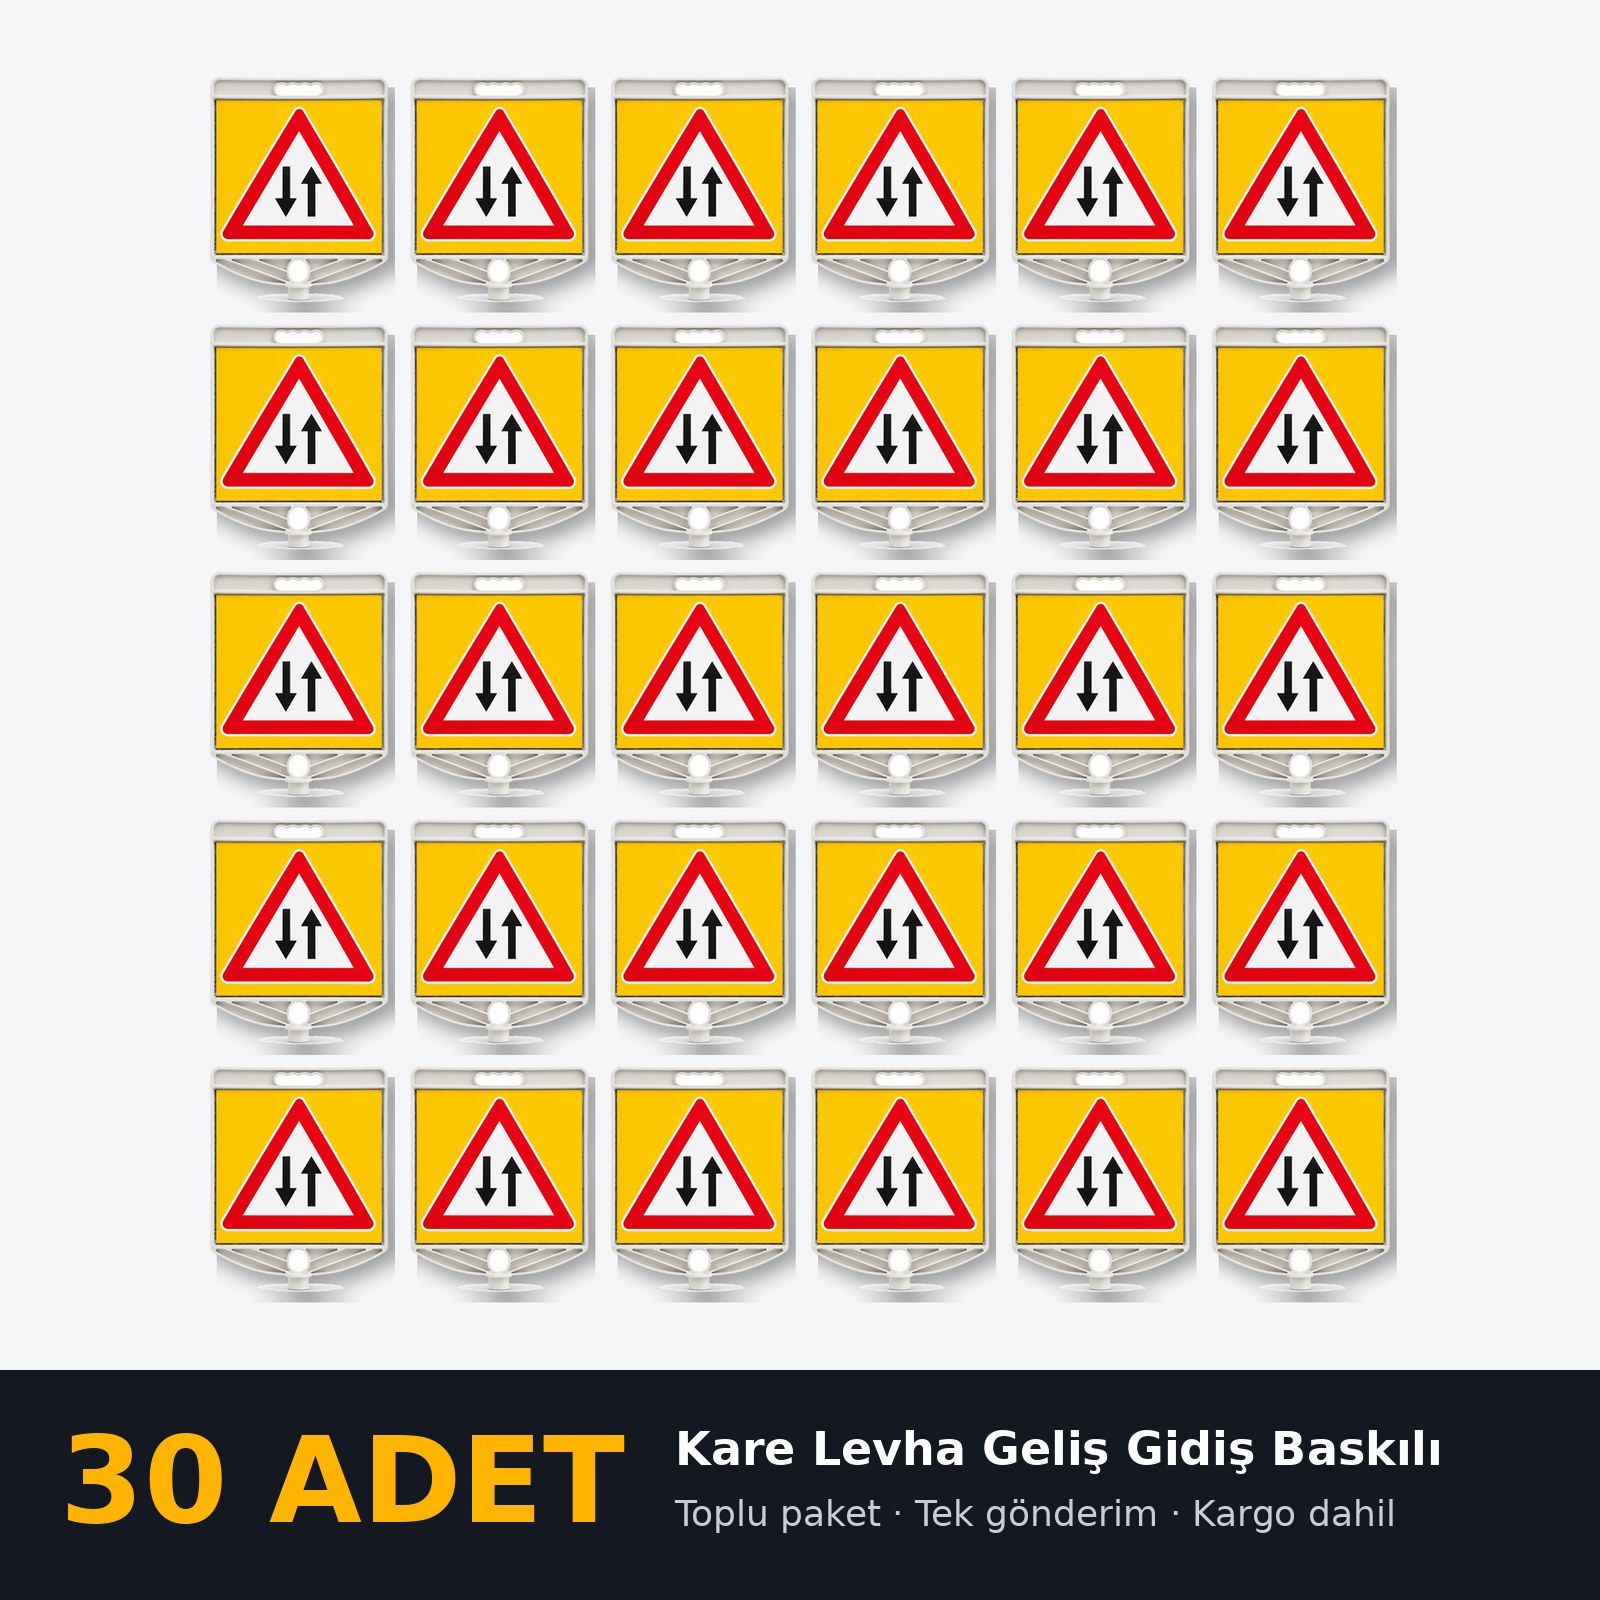 30 ADET
Kare Levha Geliş Gidiş Baskılı
Toplu paket · Tek gönderim · Kargo dahil